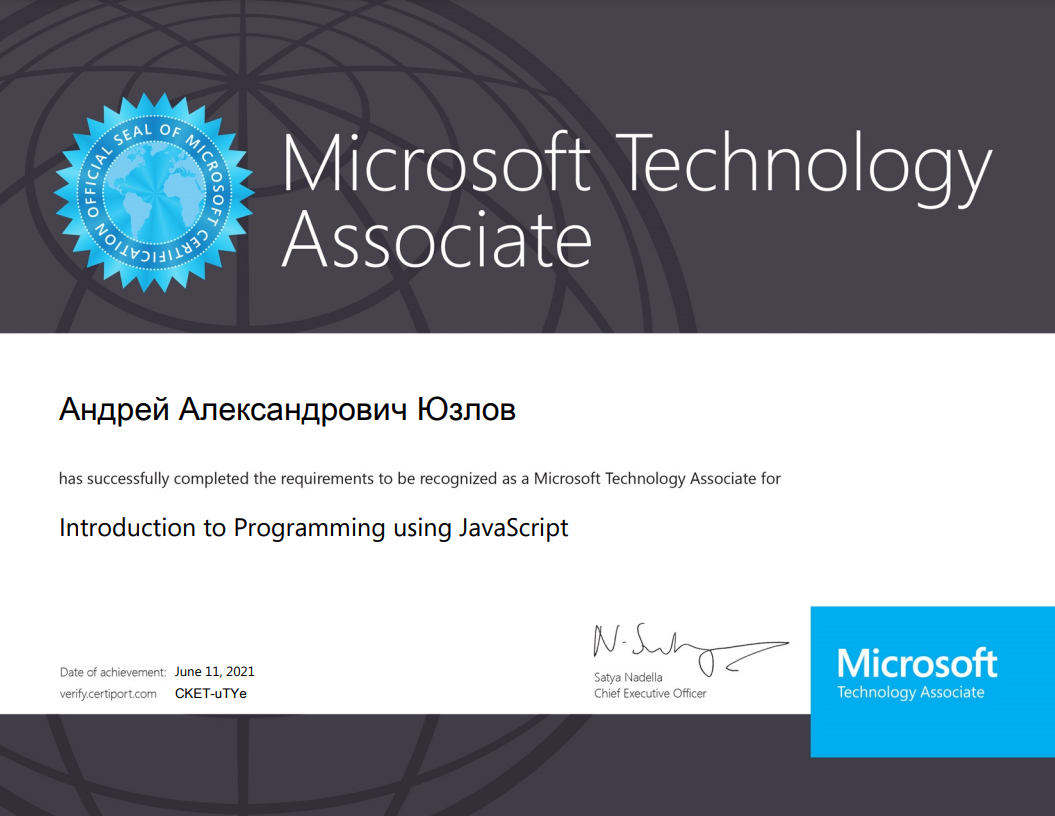 OFFICIAL SEAL OF MICROSOFT CERTIFICATION
Microsoft Technology
Associate
Андрей Александрович Юзлов
has successfully completed the requirements to be recognized as a Microsoft Technology Associate for
Introduction to Programming using JavaScript
Date of achievement: June 11, 2021
verify.certiport.com CKET-uTYe
Satya Nadella
Chief Executive Officer
Microsoft
Technology Associate